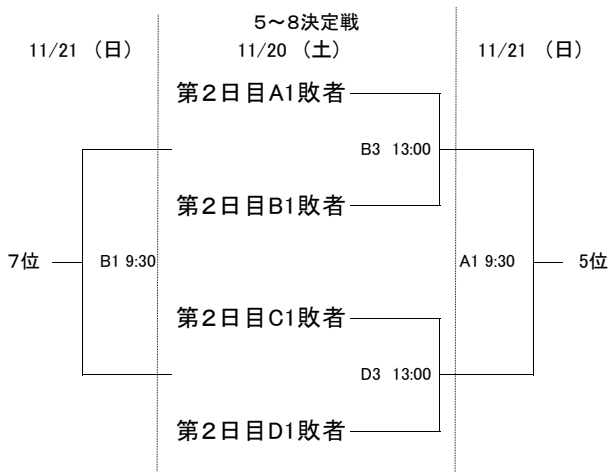 5～8決定戦
11/21 （日）
11/20 （土）
11/21 （日）
第２日目A1敗者
B3 13:00
第２日目B1敗者
７位
B1 9:30
A1 9:30
5位
第２日目C1敗者
D3 13:00
第２日目D1敗者